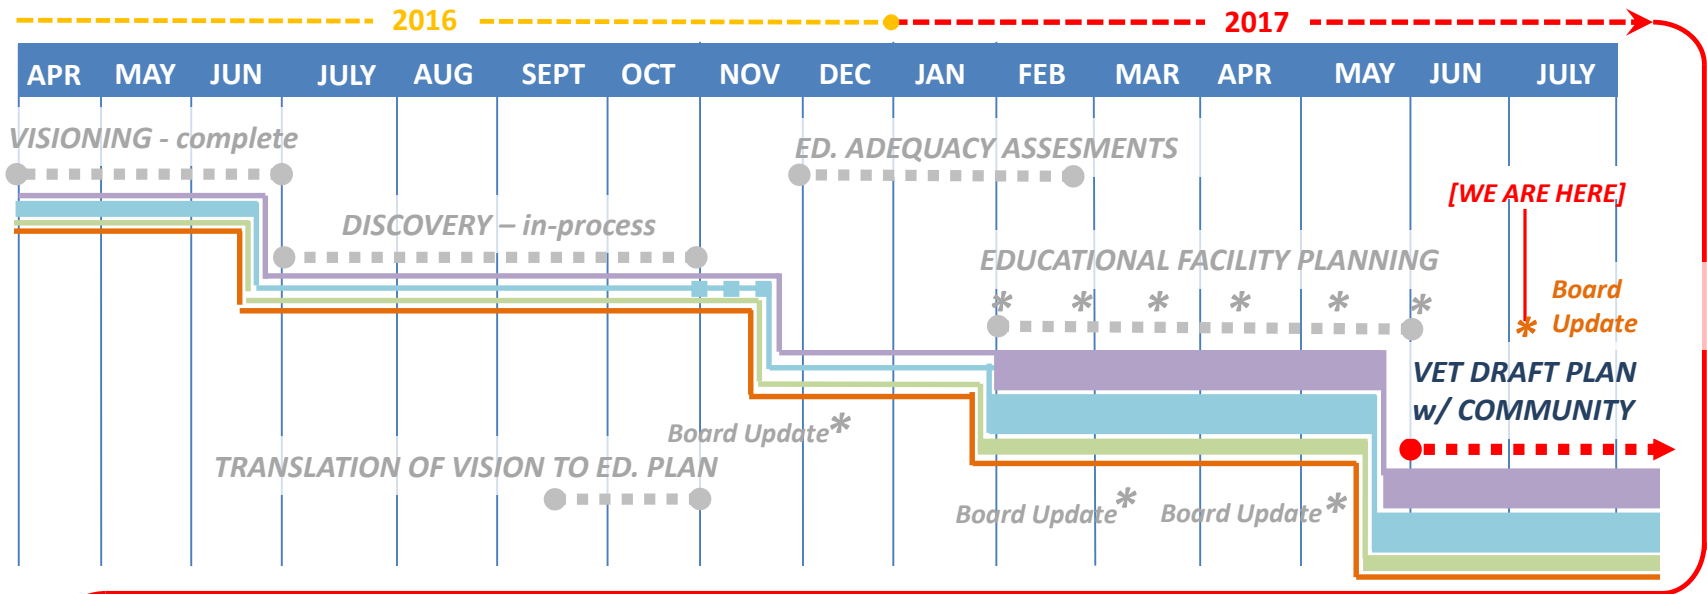 2016
2017
APR MAY JUN JULY AUG SEPT OCT NOV DEC JAN FEB MAR APR MAY JUN JULY
VISIONING - complete
ED. ADEQUACY ASSESMENTS
[WE ARE HERE]
DISCOVERY – in-process
EDUCATIONAL FACILITY PLANNING
* * * * * *
Board
* Update
VET DRAFT PLAN
w/ COMMUNITY
Board Update*
TRANSLATION OF VISION TO ED. PLAN
Board Update*
Board Update*